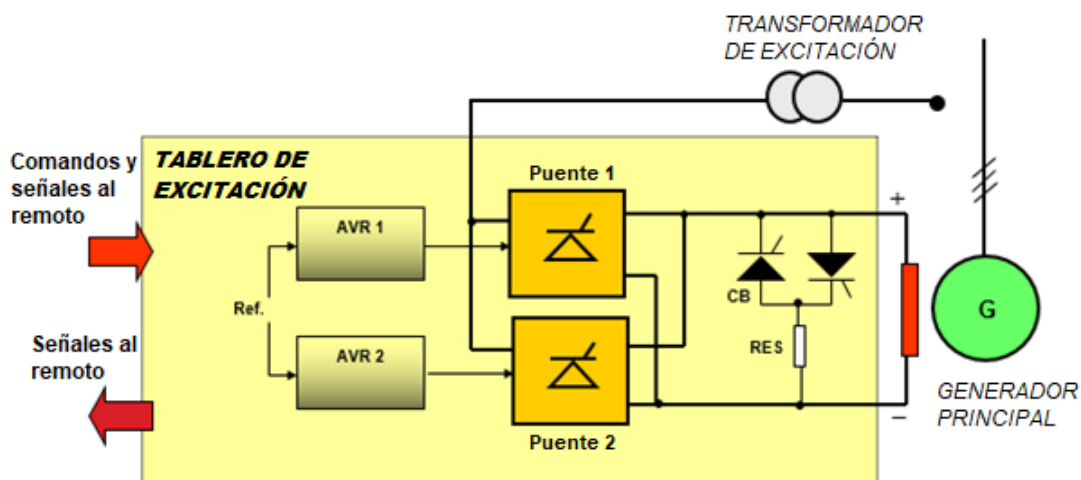 TRANSFORMADOR
DE EXCITACIÓN
TABLERO DE
EXCITACIÓN
Comandos y
señales al
remoto
Puente 1
AVR 1
+
Ref.
CB
G
Señales al
remoto
AVR 2
RES
Puente 2
–
GENERADOR
PRINCIPAL